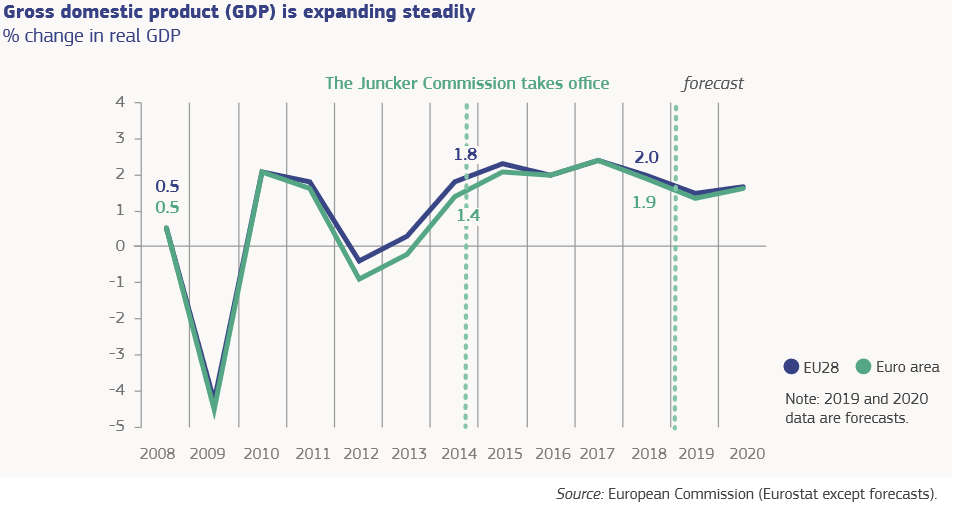 Gross domestic product (GDP) is expanding steadily
% change in real GDP
The Juncker Commission takes office
forecast
4
3
2
1
0
-1
-2
-3
-4
-5
0.5
0.5
1.8
1.4
2.0
1.9
2008 2009 2010 2011 2012 2013 2014 2015 2016 2017 2018 2019 2020
EU28 Euro area
Note: 2019 and 2020
data are forecasts.
Source: European Commission (Eurostat except forecasts).